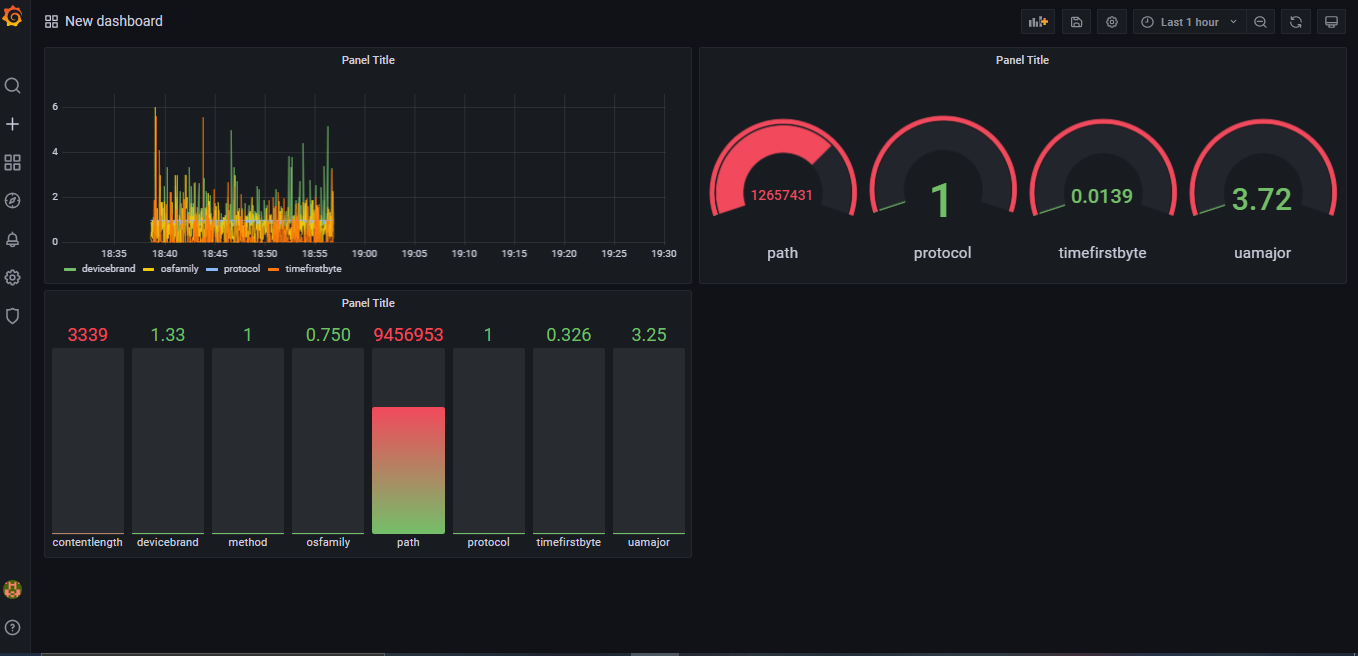 New dashboard
Last 1 hour
Panel Title
6
4
2
0
18:35 18:40 18:45 18:50 18:55 19:00 19:05 19:10 19:15 19:20 19:25 19:30
devicebrand osfamily protocol timefirstbyte
Panel Title
12657431 1 0.0139 3.72
path protocol timefirstbyte uamajor
Panel Title
3339 1.33 1 0.750 9456953 1 0.326 3.25
contentlength devicebrand method osfamily path protocol timefirstbyte uamajor